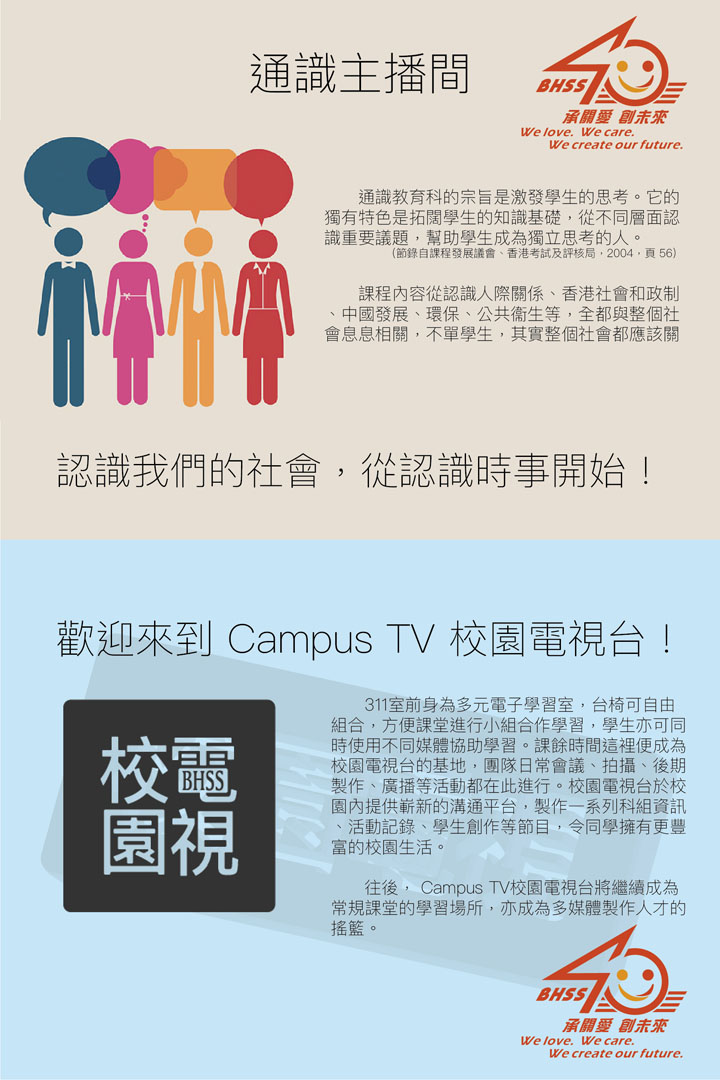 通識主播間
BHSS 40
承關愛 創未來
We love. We care.
We create our future.
通識教育科的宗旨是激發學生的思考。它的
獨有特色是拓闊學生的知識基礎，從不同層面認
識重要議題，幫助學生成為獨立思考的人。
（節錄自課程發展議會、香港考試及評核局，2004，頁 56）
課程內容從認識人際關係、香港社會和政制
、中國發展、環保、公共衞生等，全都與整個社
會息息相關，不單學生，其實整個社會都應該關
認識我們的社會，從認識時事開始！
歡迎來到 Campus TV 校園電視台！
校電
BHSS
園視
311室前身為多元電子學習室，台椅可自由
組合，方便課堂進行小組合作學習，學生亦可同
時使用不同媒體協助學習。課餘時間這裡便成為
校園電視台的基地，團隊日常會議、拍攝、後期
製作、廣播等活動都在此進行。校園電視台於校
園內提供嶄新的溝通平台，製作一系列科組資訊
、活動記錄、學生創作等節目，令同學擁有更豐
富的校園生活。
往後， Campus TV校園電視台將繼續成為
常規課堂的學習場所，亦成為多媒體製作人才的
搖籃。
BHSS 40
承關愛 創未來
We love. We care.
We create our future.